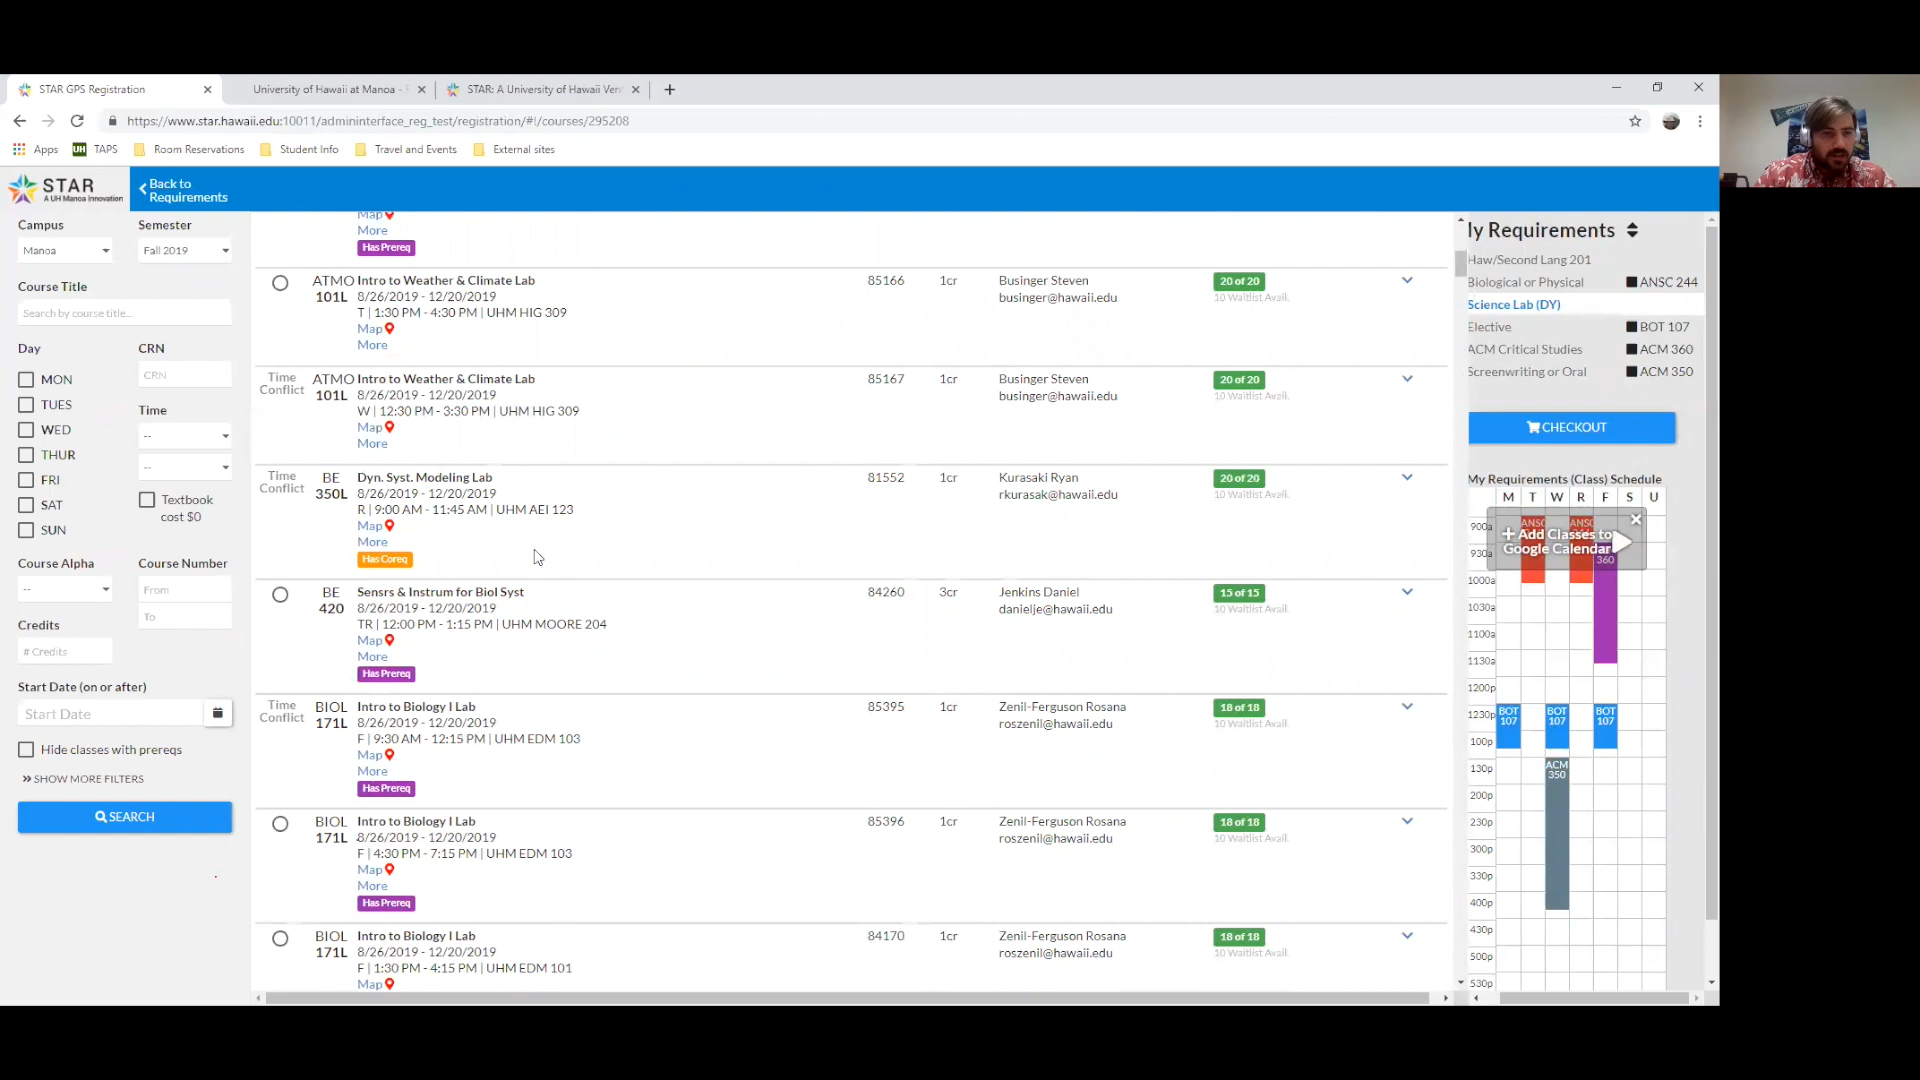 STAR GPS Registration
University of Hawaii at Manoa -
STAR: A University of Hawaii Ven
https://www.star.hawaii.edu:10011/admininterface_reg_test/registration/#!/courses/295208
Apps
UH TAPS
Room Reservations
Student Info
Travel and Events
External sites
STAR
A UH Manoa Innovation
Back to
Requirements
Campus
Semester
Manoa
Fall 2019
Course Title
Search by course title...
Day
CRN
MON
CRN
TUES
Time
WED
--
THUR
--
FRI
SAT
Textbook
cost $0
SUN
Course Alpha
Course Number
--
From
To
Credits
# Credits
Start Date (on or after)
Start Date
Hide classes with prereqs
SHOW MORE FILTERS
SEARCH
Map
More
Has Prereq
ATMO 101L Intro to Weather & Climate Lab 85166 1cr Businger Steven 20 of 20
8/26/2019 - 12/20/2019 businger@hawaii.edu 10 Waitlist Avail.
T | 1:30 PM - 4:30 PM | UHM HIG 309
Map
More
Time Conflict ATMO 101L Intro to Weather & Climate Lab 85167 1cr Businger Steven 20 of 20
8/26/2019 - 12/20/2019 businger@hawaii.edu 10 Waitlist Avail.
W | 12:30 PM - 3:30 PM | UHM HIG 309
Map
More
Time Conflict BE 350L Dyn. Syst. Modeling Lab 81552 1cr Kurasaki Ryan 20 of 20
8/26/2019 - 12/20/2019 rkurasak@hawaii.edu 10 Waitlist Avail.
R | 9:00 AM - 11:45 AM | UHM AEI 123
Map
More
Has Coreq
BE 420 Sensrs & Instrum for Biol Syst 84260 3cr Jenkins Daniel 15 of 15
8/26/2019 - 12/20/2019 danielje@hawaii.edu 10 Waitlist Avail.
TR | 12:00 PM - 1:15 PM | UHM MOORE 204
Map
More
Has Prereq
Time Conflict BIOL 171L Intro to Biology I Lab 85395 1cr Zenil-Ferguson Rosana 18 of 18
8/26/2019 - 12/20/2019 roszenil@hawaii.edu 10 Waitlist Avail.
F | 9:30 AM - 12:15 PM | UHM EDM 103
Map
More
Has Prereq
BIOL 171L Intro to Biology I Lab 85396 1cr Zenil-Ferguson Rosana 18 of 18
8/26/2019 - 12/20/2019 roszenil@hawaii.edu 10 Waitlist Avail.
F | 4:30 PM - 7:15 PM | UHM EDM 103
Map
More
Has Prereq
BIOL 171L Intro to Biology I Lab 84170 1cr Zenil-Ferguson Rosana 18 of 18
8/26/2019 - 12/20/2019 roszenil@hawaii.edu 10 Waitlist Avail.
F | 1:30 PM - 4:15 PM | UHM EDM 101
Map
ly Requirements
Haw/Second Lang 201
Biological or Physical ANSC 244
Science Lab (DY)
Elective BOT 107
ACM Critical Studies ACM 360
Screenwriting or Oral ACM 350
CHECKOUT
My Requirements (Class) Schedule
M T W R F S U
900a ANSC ANSC
+ Add Classes to
Google Calendar
930a 360
1000a
1030a
1100a
1130a
1200p
1230p BOT 107 BOT 107 BOT 107
100p
130p ACM 350
200p
230p
300p
330p
400p
430p
500p
530p